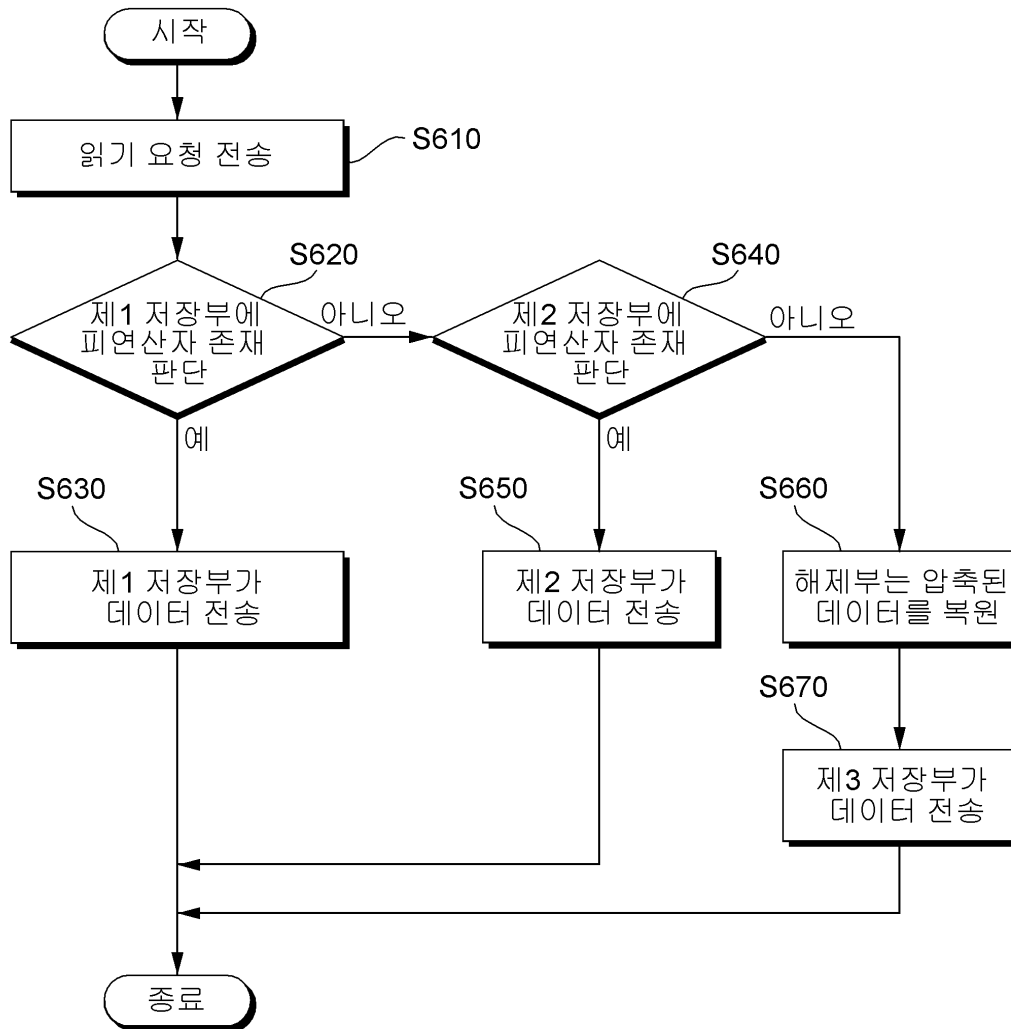 시작
읽기 요청 전송
S610
S620
제1 저장부에
피연산자 존재
판단
아니오
예
S640
제2 저장부에
피연산자 존재
판단
아니오
예
S630
제1 저장부가
데이터 전송
S650
제2 저장부가
데이터 전송
S660
해제부는 압축된
데이터를 복원
S670
제3 저장부가
데이터 전송
종료